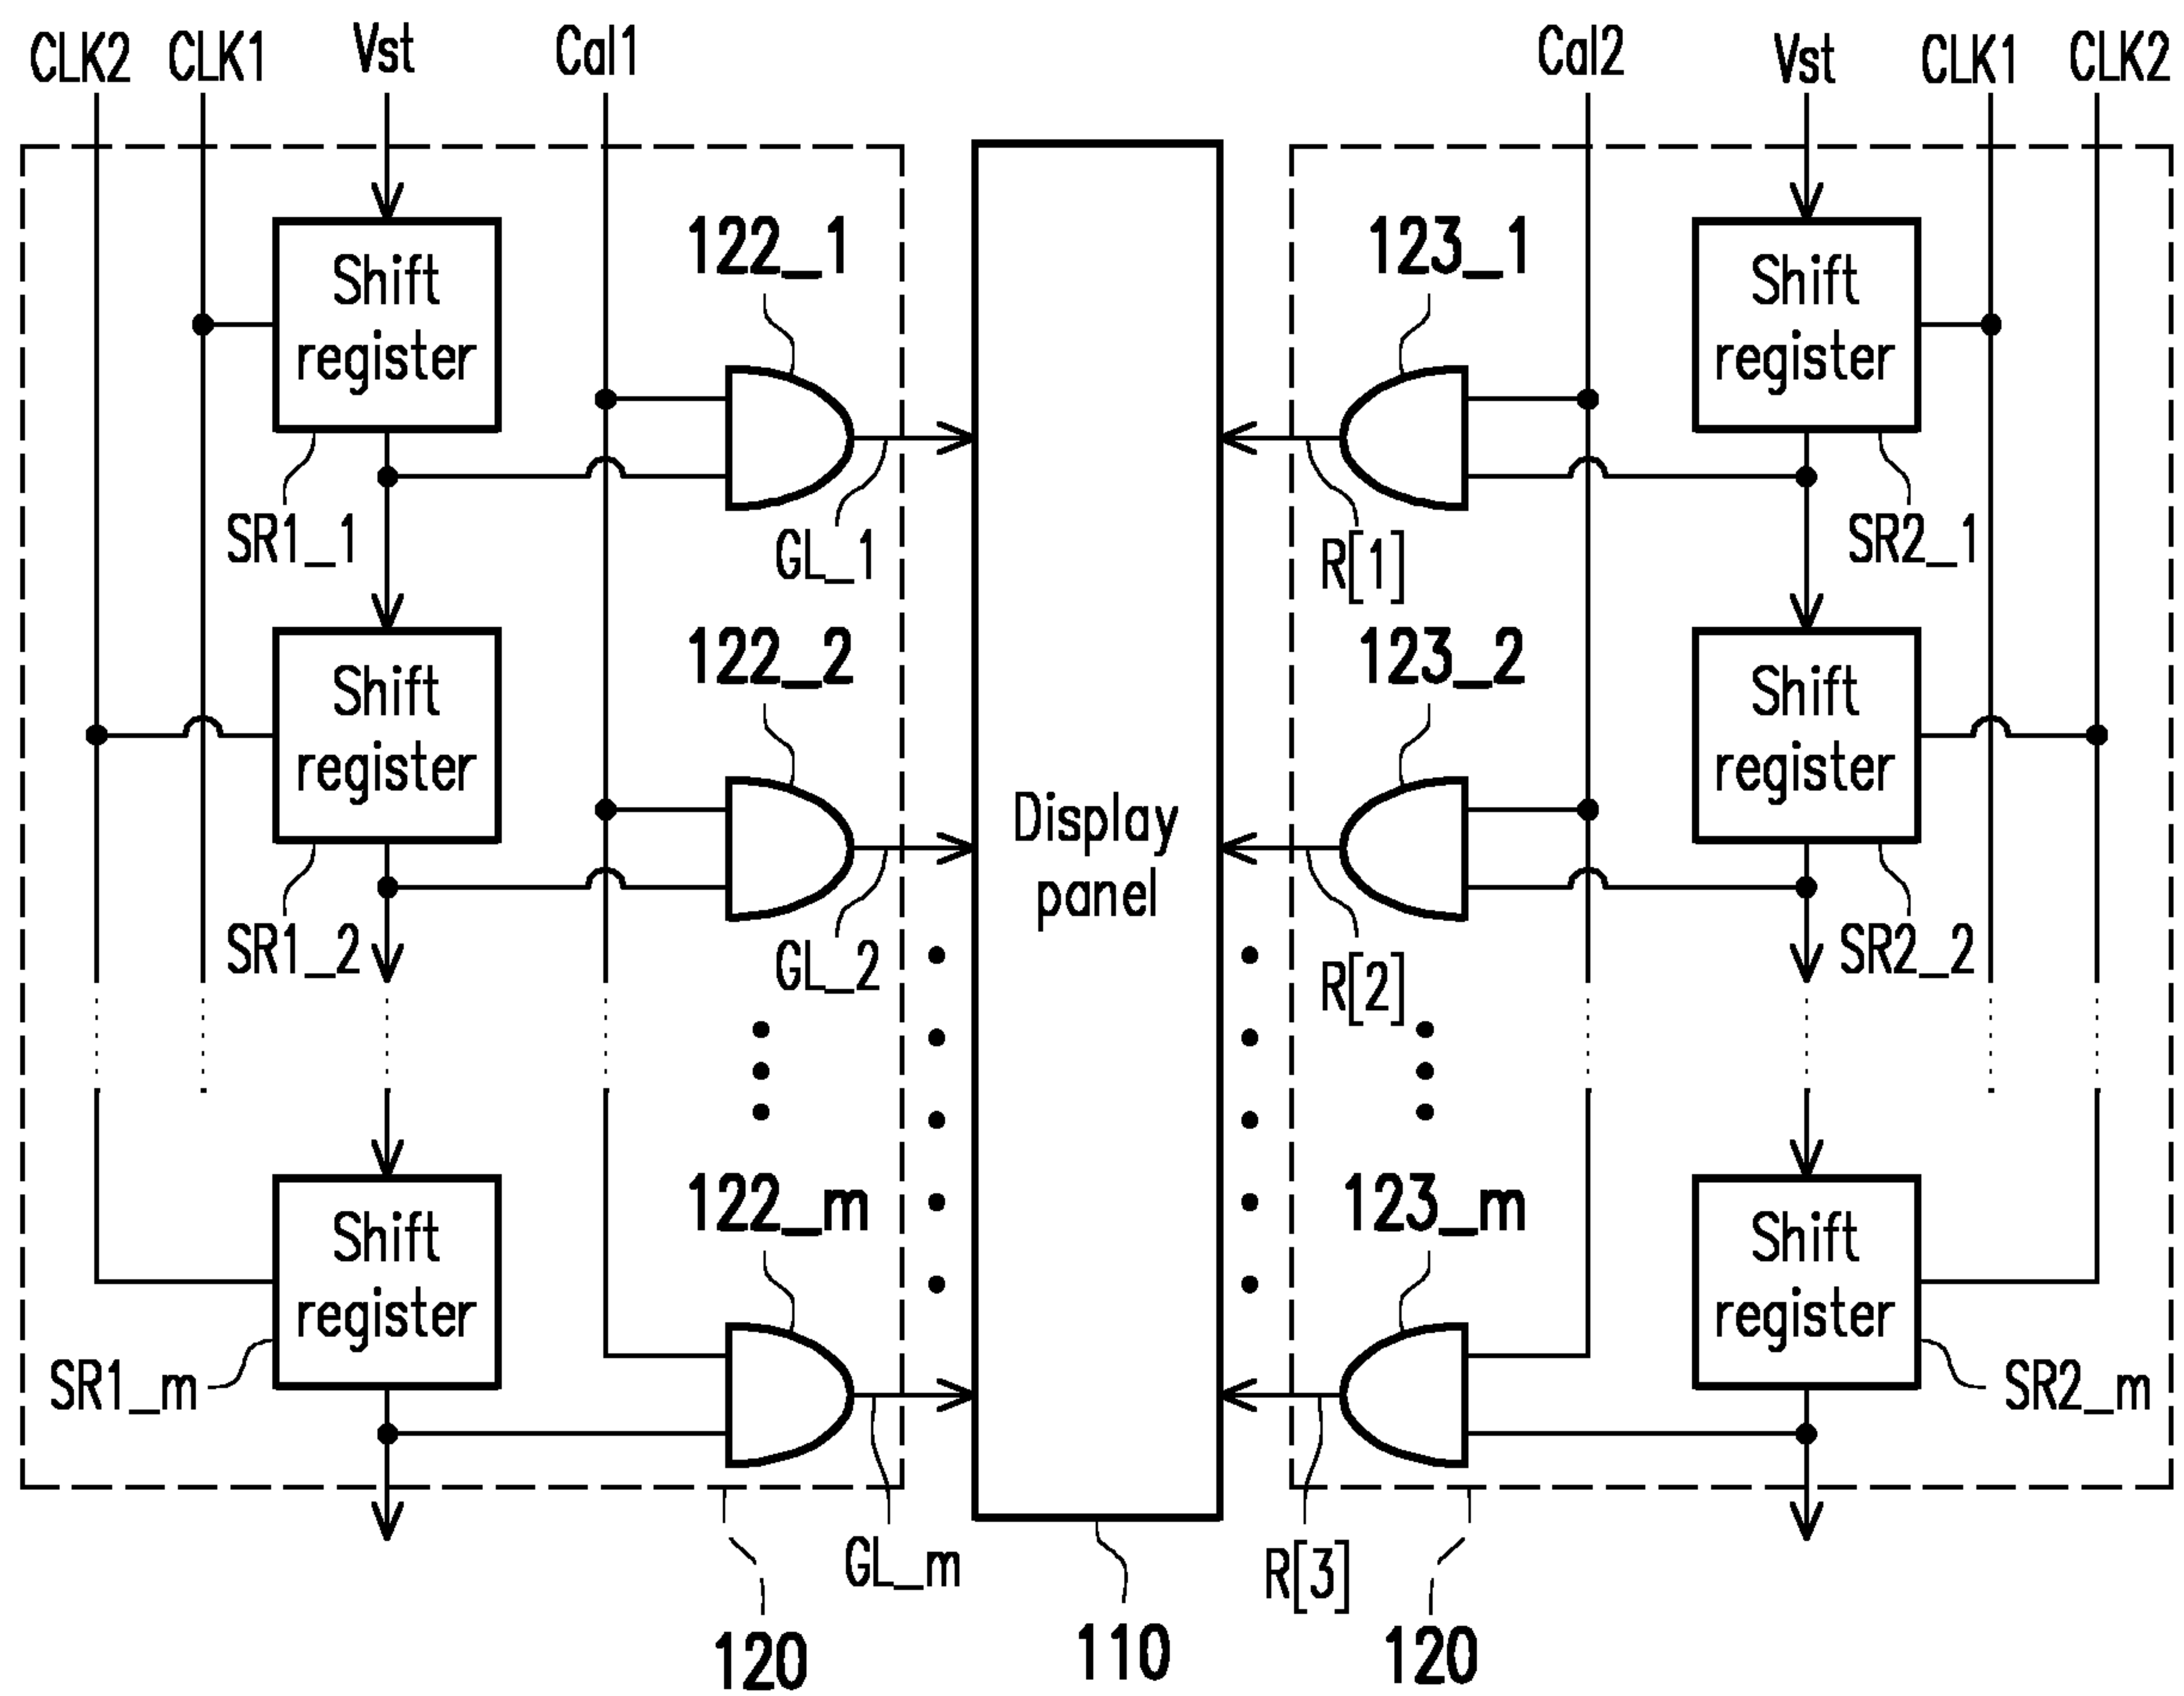 CLK2 CLK1 Vst Cal1 Cal2 Vst CLK1 CLK2
Shift
register
122_1
123_1
Shift
register
SR1_1
GL_1
R[1]
SR2_1
Shift
register
122_2
123_2
Shift
register
Display
panel
SR1_2
GL_2
R[2]
SR2_2
Shift
register
122_m
123_m
Shift
register
SR1_m
SR2_m
GL_m
R[3]
120
110
120